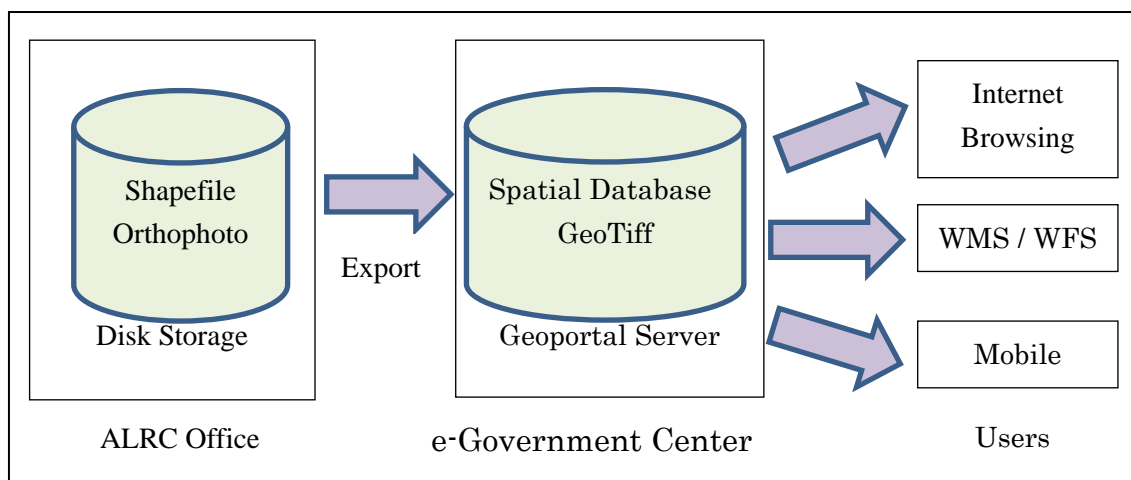 Shapefile
Orthophoto
Disk Storage
ALRC Office
Export
Spatial Database
GeoTiff
Geoportal Server
e-Government Center
Internet
Browsing
WMS / WFS
Mobile
Users